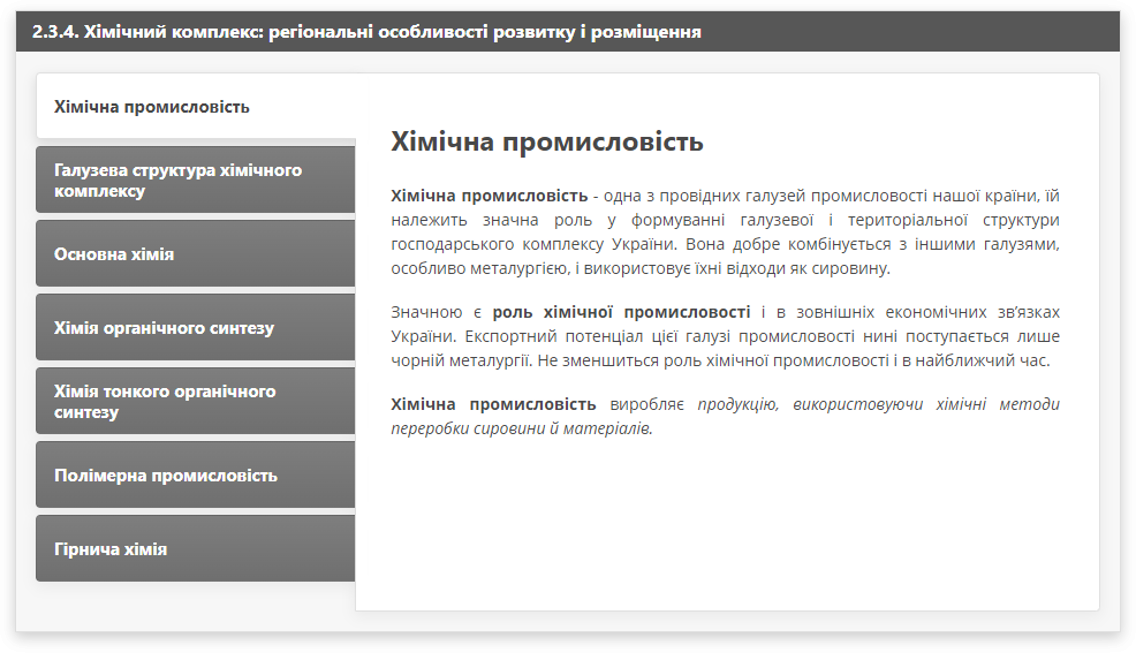 2.3.4. Хімічний комплекс: регіональні особливості розвитку і розміщення
Хімічна промисловість
Галузева структура хімічного
комплексу
Основна хімія
Хімія органічного синтезу
Хімія тонкого органічного
синтезу
Полімерна промисловість
Гірнича хімія
Хімічна промисловість
Хімічна промисловість - одна з провідних галузей промисловості нашої країни, їй
належить значна роль у формуванні галузевої і територіальної структури
господарського комплексу України. Вона добре комбінується з іншими галузями,
особливо металургією, і використовує їхні відходи як сировину.
Значною є роль хімічної промисловості і в зовнішніх економічних зв’язках
України. Експортний потенціал цієї галузі промисловості нині поступається лише
чорній металургії. Не зменшиться роль хімічної промисловості і в найближчий час.
Хімічна промисловість виробляє продукцію, використовуючи хімічні методи
переробки сировини й матеріалів.